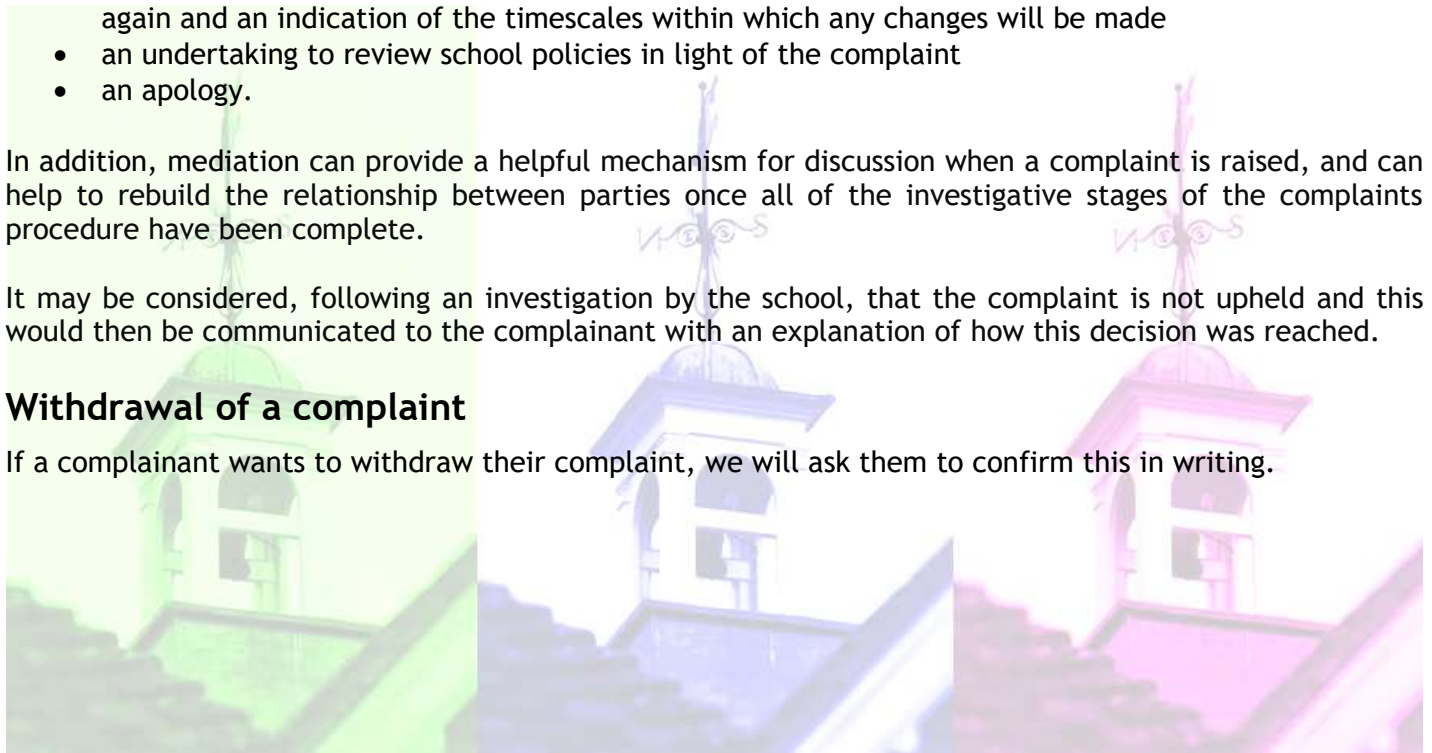 again and an indication of the timescales within which any changes will be made
• an undertaking to review school policies in light of the complaint
• an apology.
In addition, mediation can provide a helpful mechanism for discussion when a complaint is raised, and can
help to rebuild the relationship between parties once all of the investigative stages of the complaints
procedure have been complete.
It may be considered, following an investigation by the school, that the complaint is not upheld and this
would then be communicated to the complainant with an explanation of how this decision was reached.
Withdrawal of a complaint
If a complainant wants to withdraw their complaint, we will ask them to confirm this in writing.